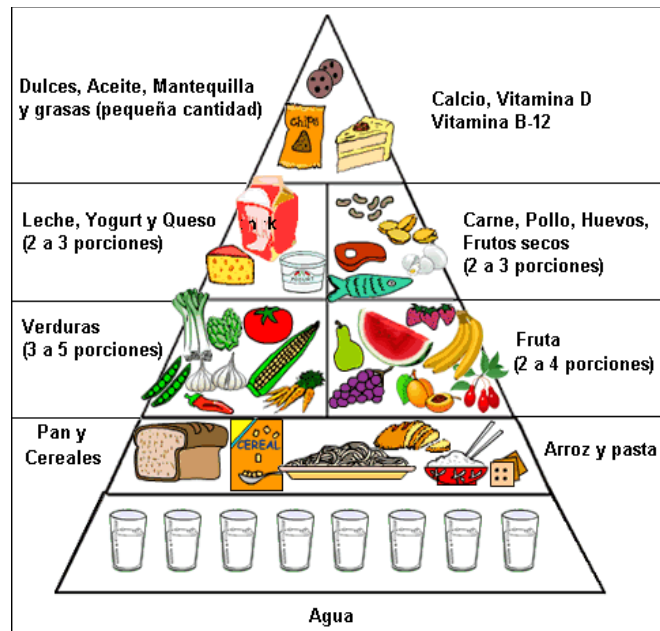 Dulces, Aceite, Mantequilla
y grasas (pequeña cantidad)
Calcio, Vitamina D
Vitamina B-12
CHIPS
Leche, Yogurt y Queso
(2 a 3 porciones)
Carne, Pollo, Huevos,
Frutos secos
(2 a 3 porciones)
Verduras
(3 a 5 porciones)
Fruta
(2 a 4 porciones)
Pan y
Cereales
CEREAL
Arroz y pasta
Agua